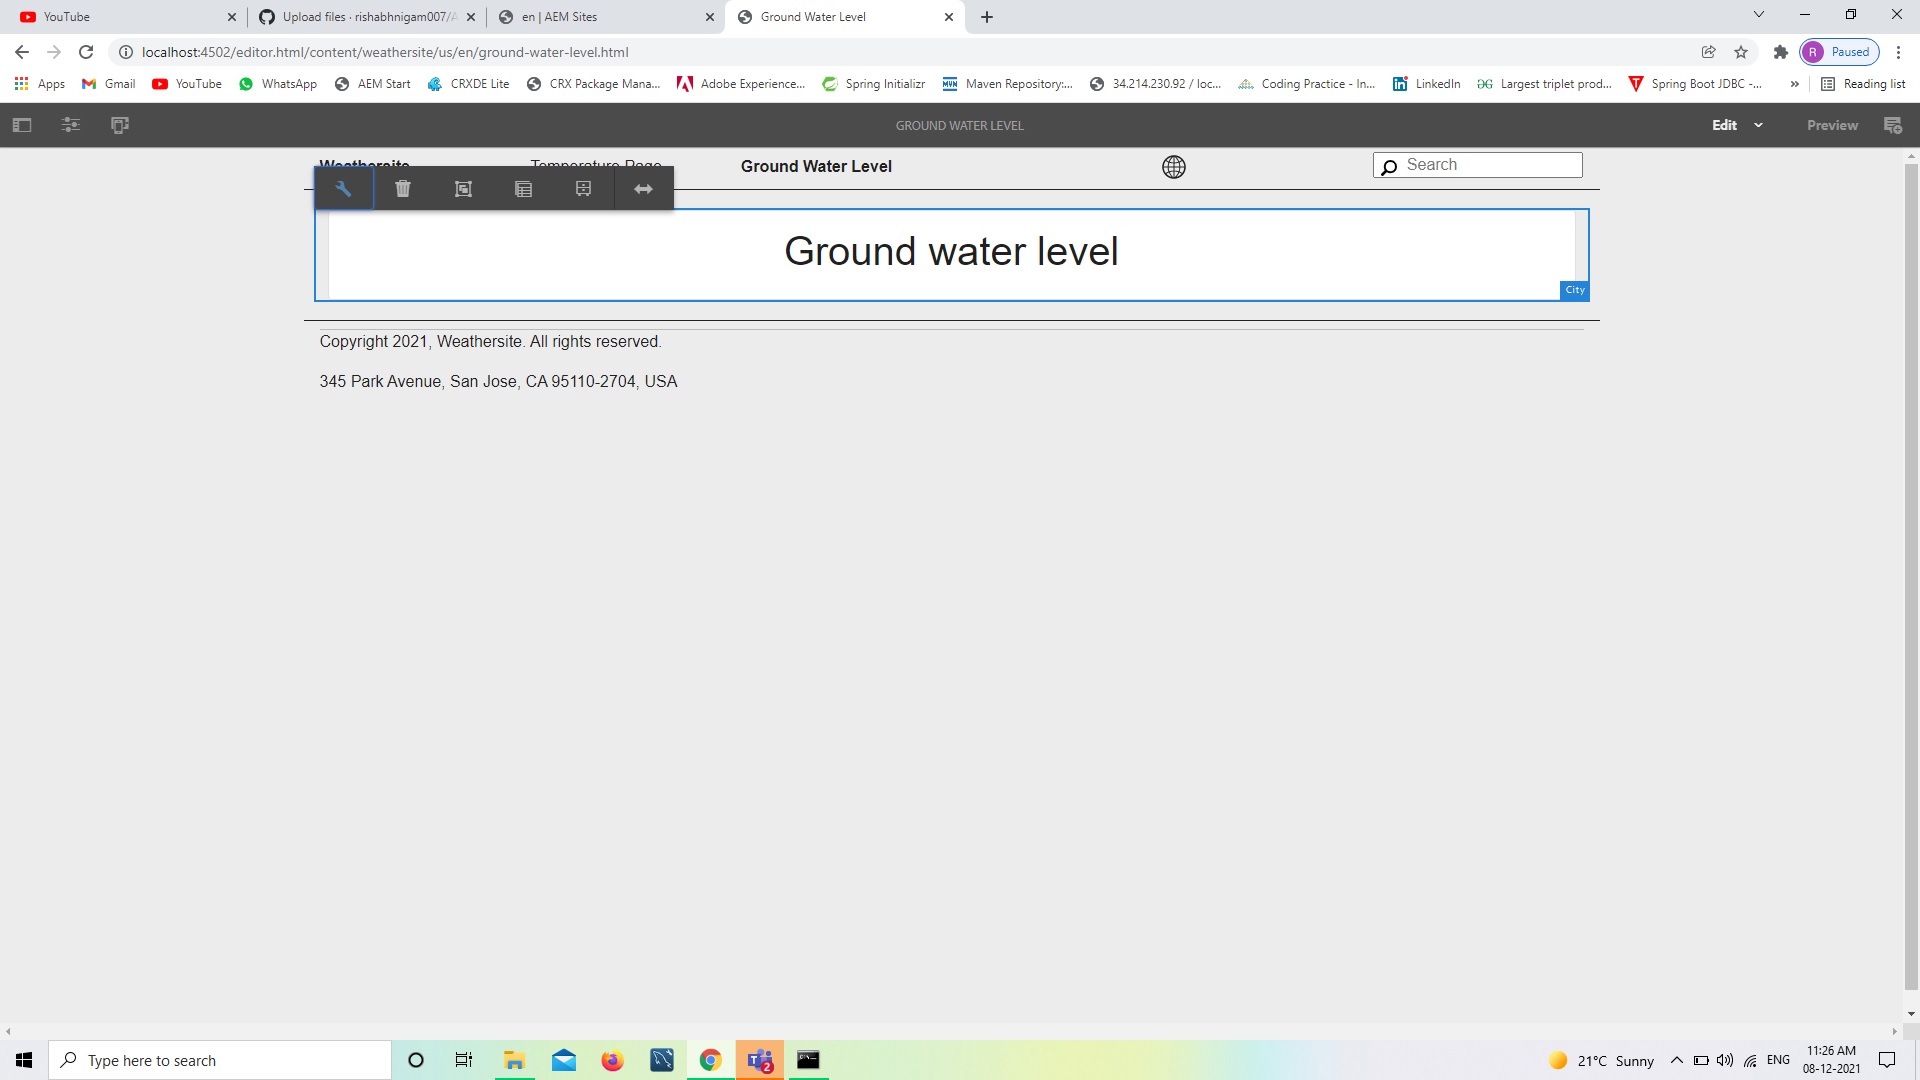 YouTube
Upload files · rishabhnigam007/A
en | AEM Sites
Ground Water Level
localhost:4502/editor.html/content/weathersite/us/en/ground-water-level.html
R Paused
Apps
Gmail
YouTube
WhatsApp
AEM Start
CRXDE Lite
CRX Package Mana...
Adobe Experience...
Spring Initializr
Maven Repository:...
34.214.230.92 / loc...
Coding Practice - In...
LinkedIn
Largest triplet prod...
Spring Boot JDBC -...
»
Reading list
GROUND WATER LEVEL
Edit
Preview
Weathersite
Temperature Page
Ground Water Level
Search
Ground water level
City
Copyright 2021, Weathersite. All rights reserved.
345 Park Avenue, San Jose, CA 95110-2704, USA
Type here to search
2
21°C Sunny
ENG
11:26 AM
08-12-2021